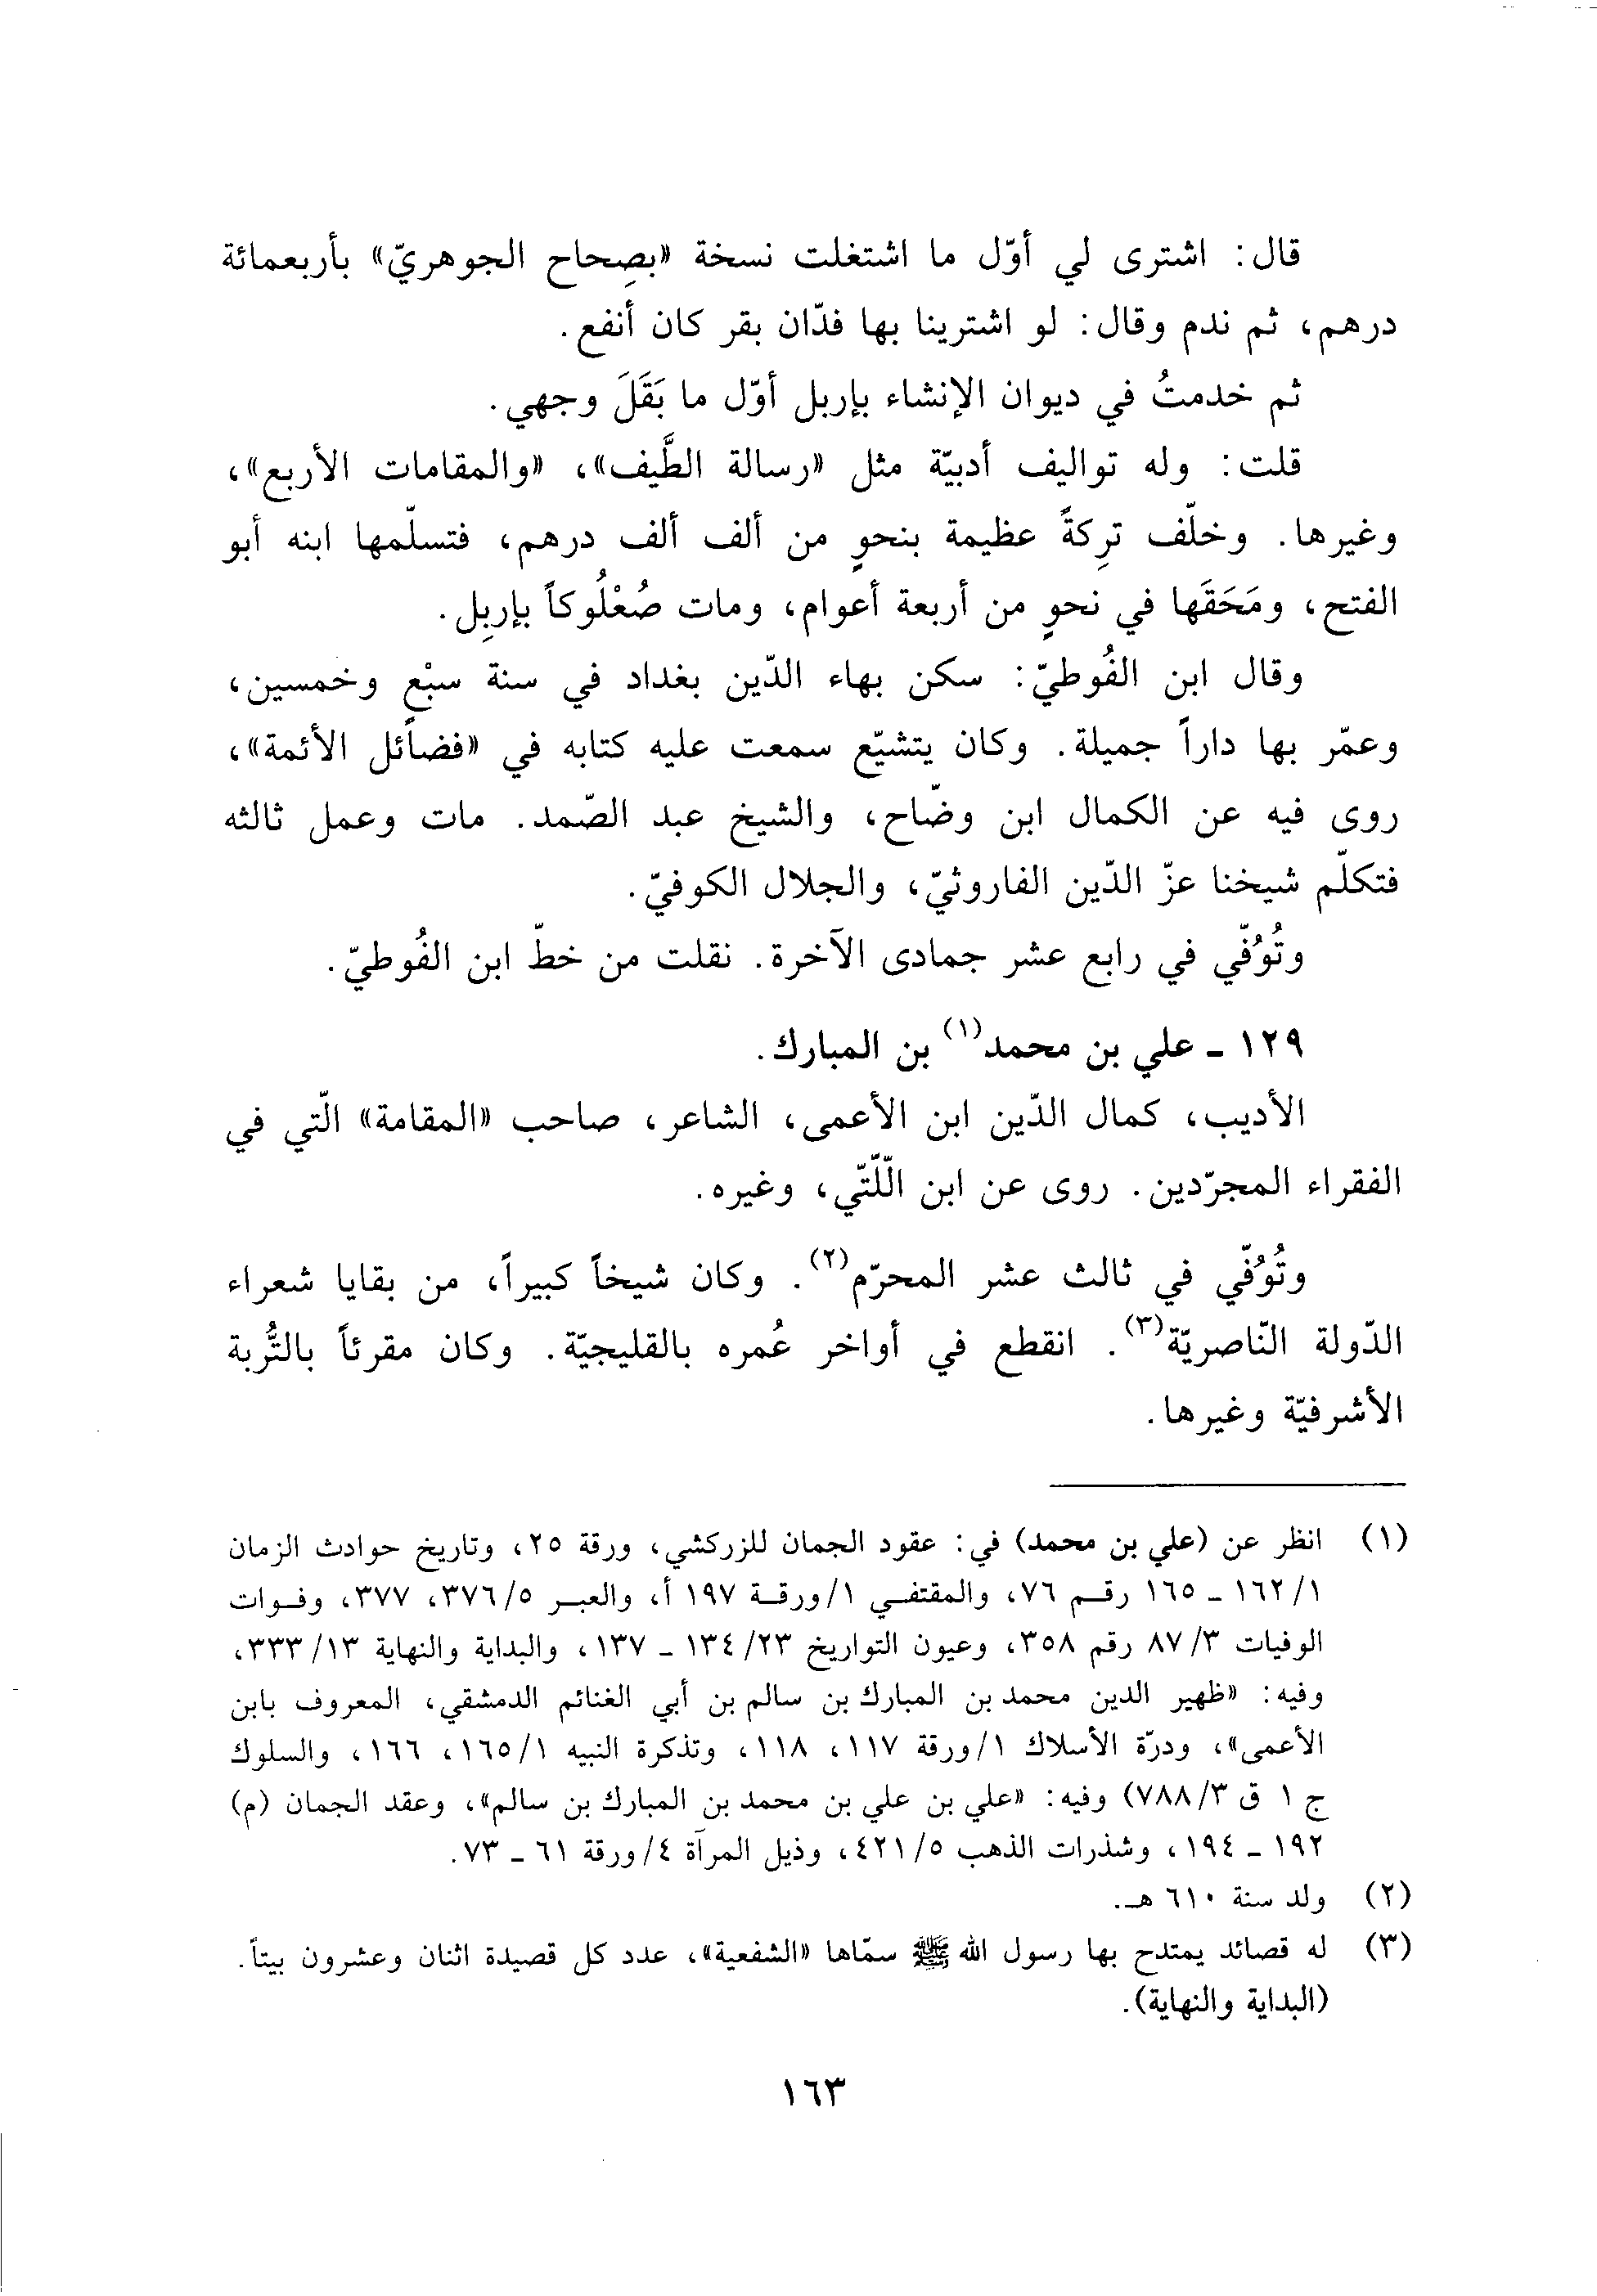 قال: اشترى لي أوّل ما اشتغلت نسخة «بصِحاح الجوهريّ» بأربعمائة
درهم، ثم ندم وقال: لو اشترينا بها فدّان بقر كان أنفع.
ثم خدمتُ في ديوان الإنشاء بإربل أوّل ما بَقَلَ وجهي.
قلت: وله تواليف أدبيّة مثل «رسالة الطَّيف»، «والمقامات الأربع»،
وغيرها. وخلّف ترِكةً عظيمة بنحوٍ من ألف ألف درهم، فتسلّمها ابنه أبو
الفتح، ومَحَقَها في نحوٍ من أربعة أعوام، ومات صُعْلُوكاً بإربِل.
وقال ابن الفُوطيّ: سكن بهاء الدّين بغداد في سنة سبْعٍ وخمسين،
وعمّر بها داراً جميلة. وكان يتشيّع سمعت عليه كتابه في «فضائل الأئمة»،
روى فيه عن الكمال ابن وضّاح، والشيخ عبد الصّمد. مات وعمل ثالثه
فتكلّم شيخنا عزّ الدّين الفاروثيّ، والجلال الكوفيّ.
وتُوُفّي في رابع عشر جمادى الآخرة. نقلت من خطّ ابن الفُوطيّ.
١٢٩ ـ علي بن محمد(١) بن المبارك.
الأديب، كمال الدّين ابن الأعمى، الشاعر، صاحب «المقامة» الّتي في
الفقراء المجرّدين. روى عن ابن الّلتّي، وغيره.
وتُوُفّي في ثالث عشر المحرّم(٢). وكان شيخاً كبيراً، من بقايا شعراء
الدّولة النّاصريّة(٣). انقطع في أواخر عُمره بالقليجيّة. وكان مقرئاً بالتُّربة
الأشرفيّة وغيرها.
(١) انظر عن (علي بن محمد) في: عقود الجمان للزركشي، ورقة ٢٥، وتاريخ حوادث الزمان
١/ ١٦٢ ـ ١٦٥ رقم ٧٦، والمقتفي ١/ورقة ١٩٧ أ، والعبر ٥/ ٣٧٦، ٣٧٧، وفوات
الوفيات ٣/ ٨٧ رقم ٣٥٨، وعيون التواريخ ٢٣/ ١٣٤ ـ ١٣٧، والبداية والنهاية ١٣/ ٣٣٣،
وفيه: «ظهير الدين محمد بن المبارك بن سالم بن أبي الغنائم الدمشقي، المعروف بابن
الأعمى»، ودرّة الأسلاك ١/ورقة ١١٧، ١١٨، وتذكرة النبيه ١/ ١٦٥، ١٦٦، والسلوك
ج ١ ق ٣/ ٧٨٨) وفيه: «علي بن علي بن محمد بن المبارك بن سالم»، وعقد الجمان (م)
١٩٢ ـ ١٩٤، وشذرات الذهب ٥/ ٤٢١، وذيل المرآة ٤/ورقة ٦١ ـ ٧٣.
(٢) ولد سنة ٦١٠ هـ.
(٣) له قصائد يمتدح بها رسول الله ﷺ سمّاها «الشفعية»، عدد كل قصيدة اثنان وعشرون بيتاً.
(البداية والنهاية).
١٦٣